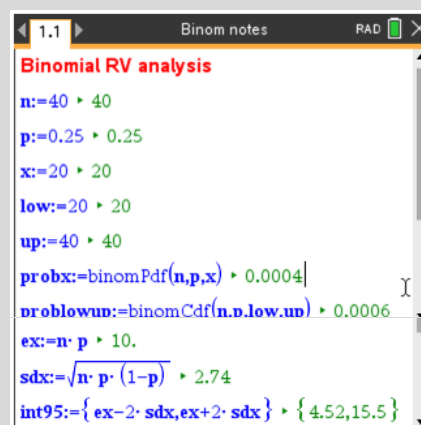 1.1 Binom notes RAD
Binomial RV analysis
n:=40 ▸ 40
p:=0.25 ▸ 0.25
x:=20 ▸ 20
low:=20 ▸ 20
up:=40 ▸ 40
probx:=binomPdf(n,p,x) ▸ 0.0004
problowup:=binomCdf(n,p,low,up) ▸ 0.0006
ex:=n· p ▸ 10.
sdx:=√(n· p· (1−p)) ▸ 2.74
int95:={ex−2· sdx,ex+2· sdx} ▸ {4.52,15.5}